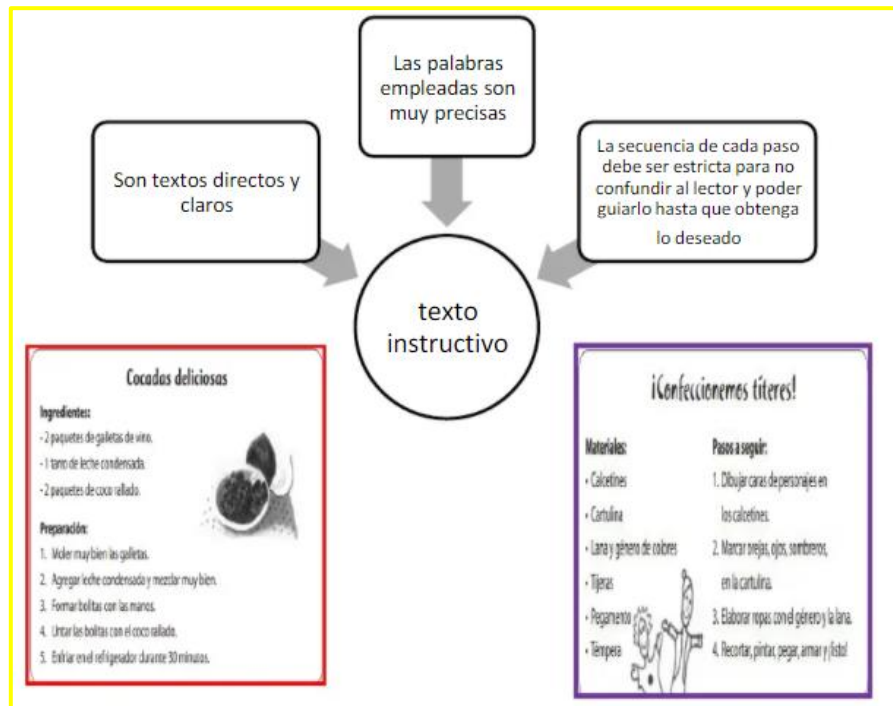 Las palabras
empleadas son
muy precisas
Son textos directos y
claros
La secuencia de cada paso
debe ser estricta para no
confundir al lector y poder
guiarlo hasta que obtenga
lo deseado
texto
instructivo
Cocadas deliciosas
Ingredientes:
- 2 paquetes de galletas de vino.
- 1 tarro de leche condensada.
- 2 paquetes de coco rallado.
Preparación:
1. Moler muy bien las galletas.
2. Agregar leche condensada y mezclar muy bien.
3. Formar bolitas con las manos.
4. Untar las bolitas con el coco rallado.
5. Enfriar en el refrigerador durante 30 minutos.
¡Confeccionemos títeres!
Materiales:
• Calcetines
• Cartulina
• Lana y género de colores
• Tijeras
• Pegamento
• Témpera
Pasos a seguir:
1. Dibujar caras de personajes en
los calcetines.
2. Marcar orejas, ojos, sombreros,
en la cartulina.
3. Elaborar ropas con el género y la lana.
4. Recortar, pintar, pegar, armar y ¡listo!